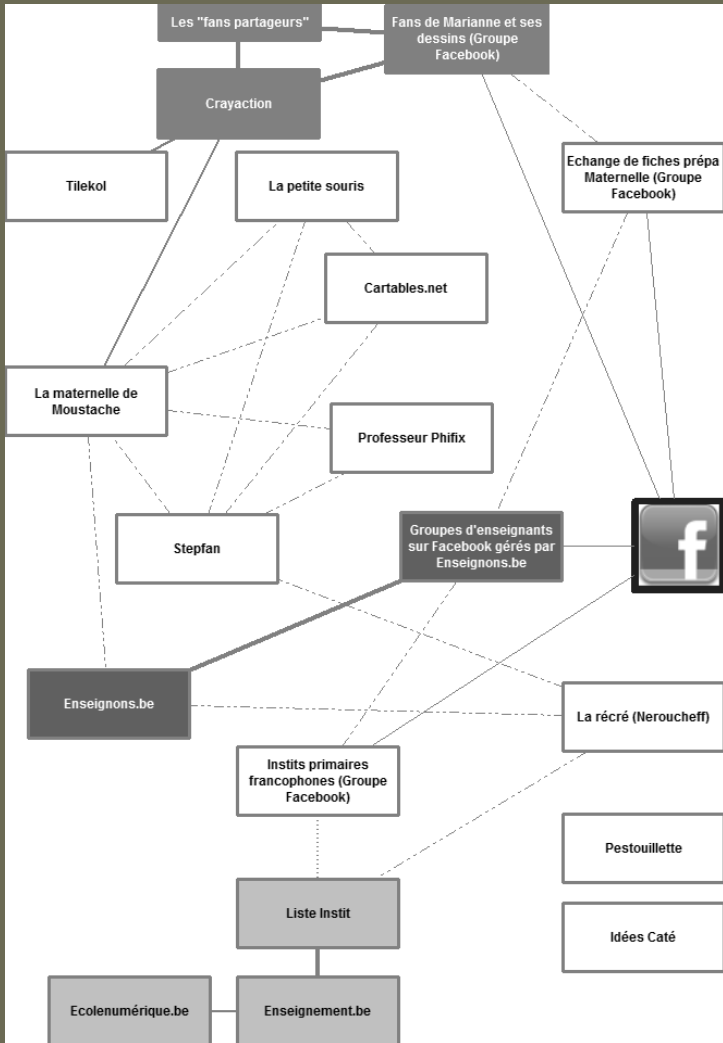 Les "fans partageurs"
Fans de Marianne et ses
dessins (Groupe
Facebook)
Crayaction
Tilekol
La petite souris
Echange de fiches prépa
Maternelle (Groupe
Facebook)
Cartables.net
La maternelle de
Moustache
Professeur Phifix
Stepfan
Groupes d'enseignants
sur Facebook gérés par
Enseignons.be
f
Enseignons.be
La récré (Neroucheff)
Instits primaires
francophones (Groupe
Facebook)
Pestouillette
Liste Instit
Idées Caté
Ecolenumérique.be
Enseignement.be